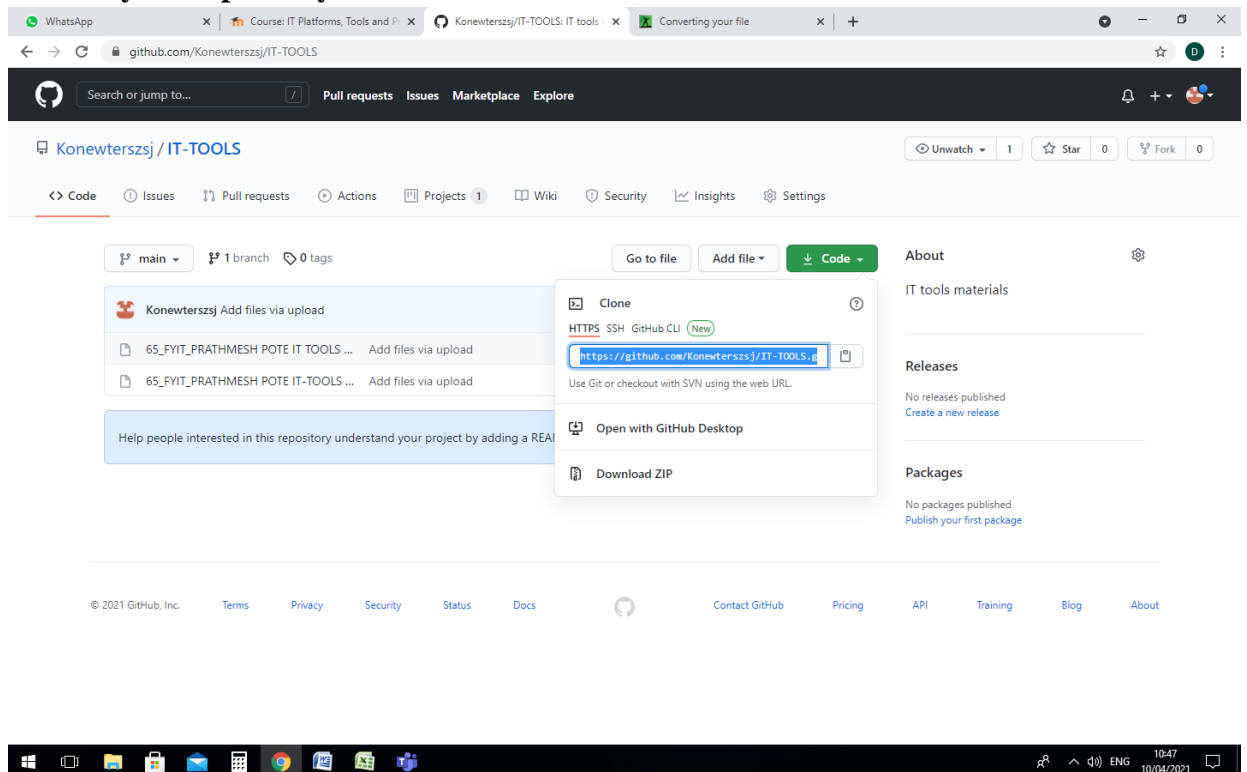 WhatsApp
Course: IT Platforms, Tools and P
Konewterszsj/IT-TOOLS: IT tools
Converting your file
github.com/Konewterszsj/IT-TOOLS
D
Search or jump to...
/
Pull requests Issues Marketplace Explore
Konewterszsj / IT-TOOLS
Unwatch 1 Star 0 Fork 0
Code Issues Pull requests Actions Projects 1 Wiki Security Insights Settings
main 1 branch 0 tags
Go to file Add file Code
Konewterszsj Add files via upload
65_FYIT_PRATHMESH POTE IT TOOLS ... Add files via upload
65_FYIT_PRATHMESH POTE IT-TOOLS ... Add files via upload
Help people interested in this repository understand your project by adding a REA
Clone
HTTPS SSH GitHub CLI New
https://github.com/Konewterszsj/IT-TOOLS.g
Use Git or checkout with SVN using the web URL.
Open with GitHub Desktop
Download ZIP
About
IT tools materials
Releases
No releases published
Create a new release
Packages
No packages published
Publish your first package
© 2021 GitHub, Inc. Terms Privacy Security Status Docs Contact GitHub Pricing API Training Blog About
ENG
10:47
10/04/2021